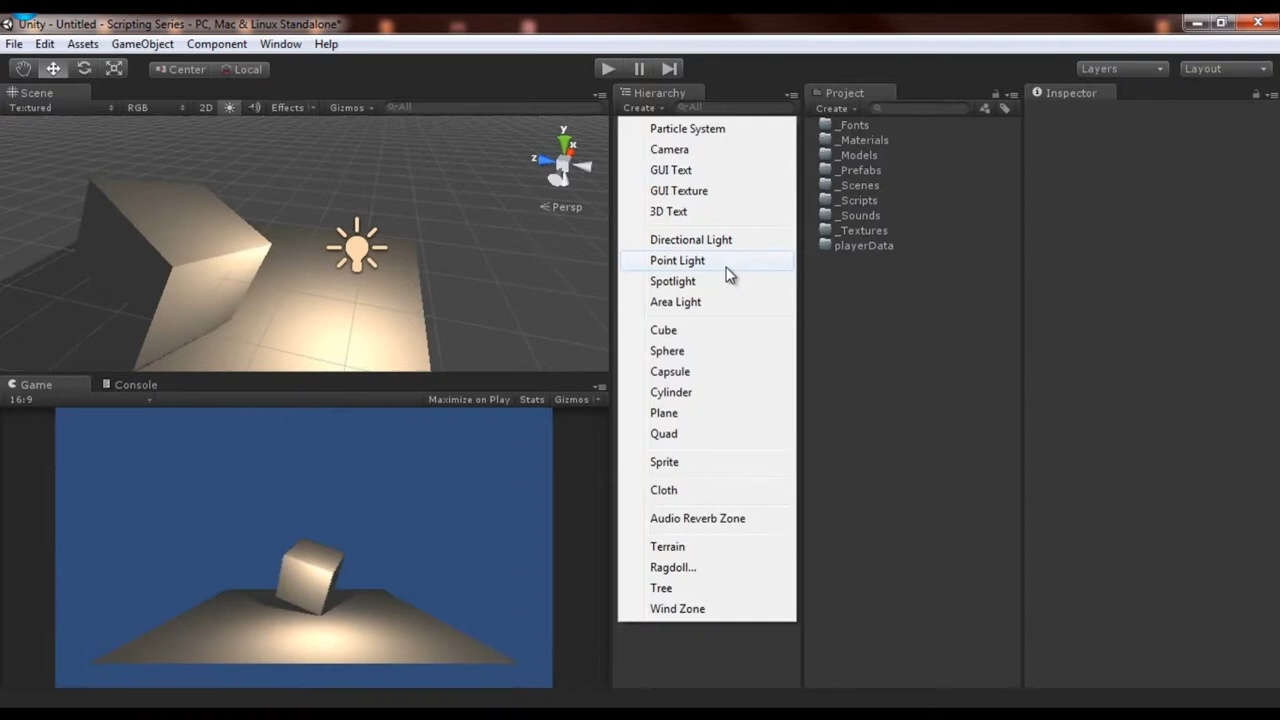 Unity - Untitled - Scripting Series - PC, Mac & Linux Standalone*
File Edit Assets GameObject Component Window Help
Center Local Layers Layout
Scene
Textured RGB 2D Effects Gizmos All
y
x
z
Persp
Game Console
16:9 Maximize on Play Stats Gizmos
Hierarchy
Create All
Particle System
Camera
GUI Text
GUI Texture
3D Text
Directional Light
Point Light
Spotlight
Area Light
Cube
Sphere
Capsule
Cylinder
Plane
Quad
Sprite
Cloth
Audio Reverb Zone
Terrain
Ragdoll...
Tree
Wind Zone
Project
Create
_Fonts
_Materials
_Models
_Prefabs
_Scenes
_Scripts
_Sounds
_Textures
playerData
Inspector